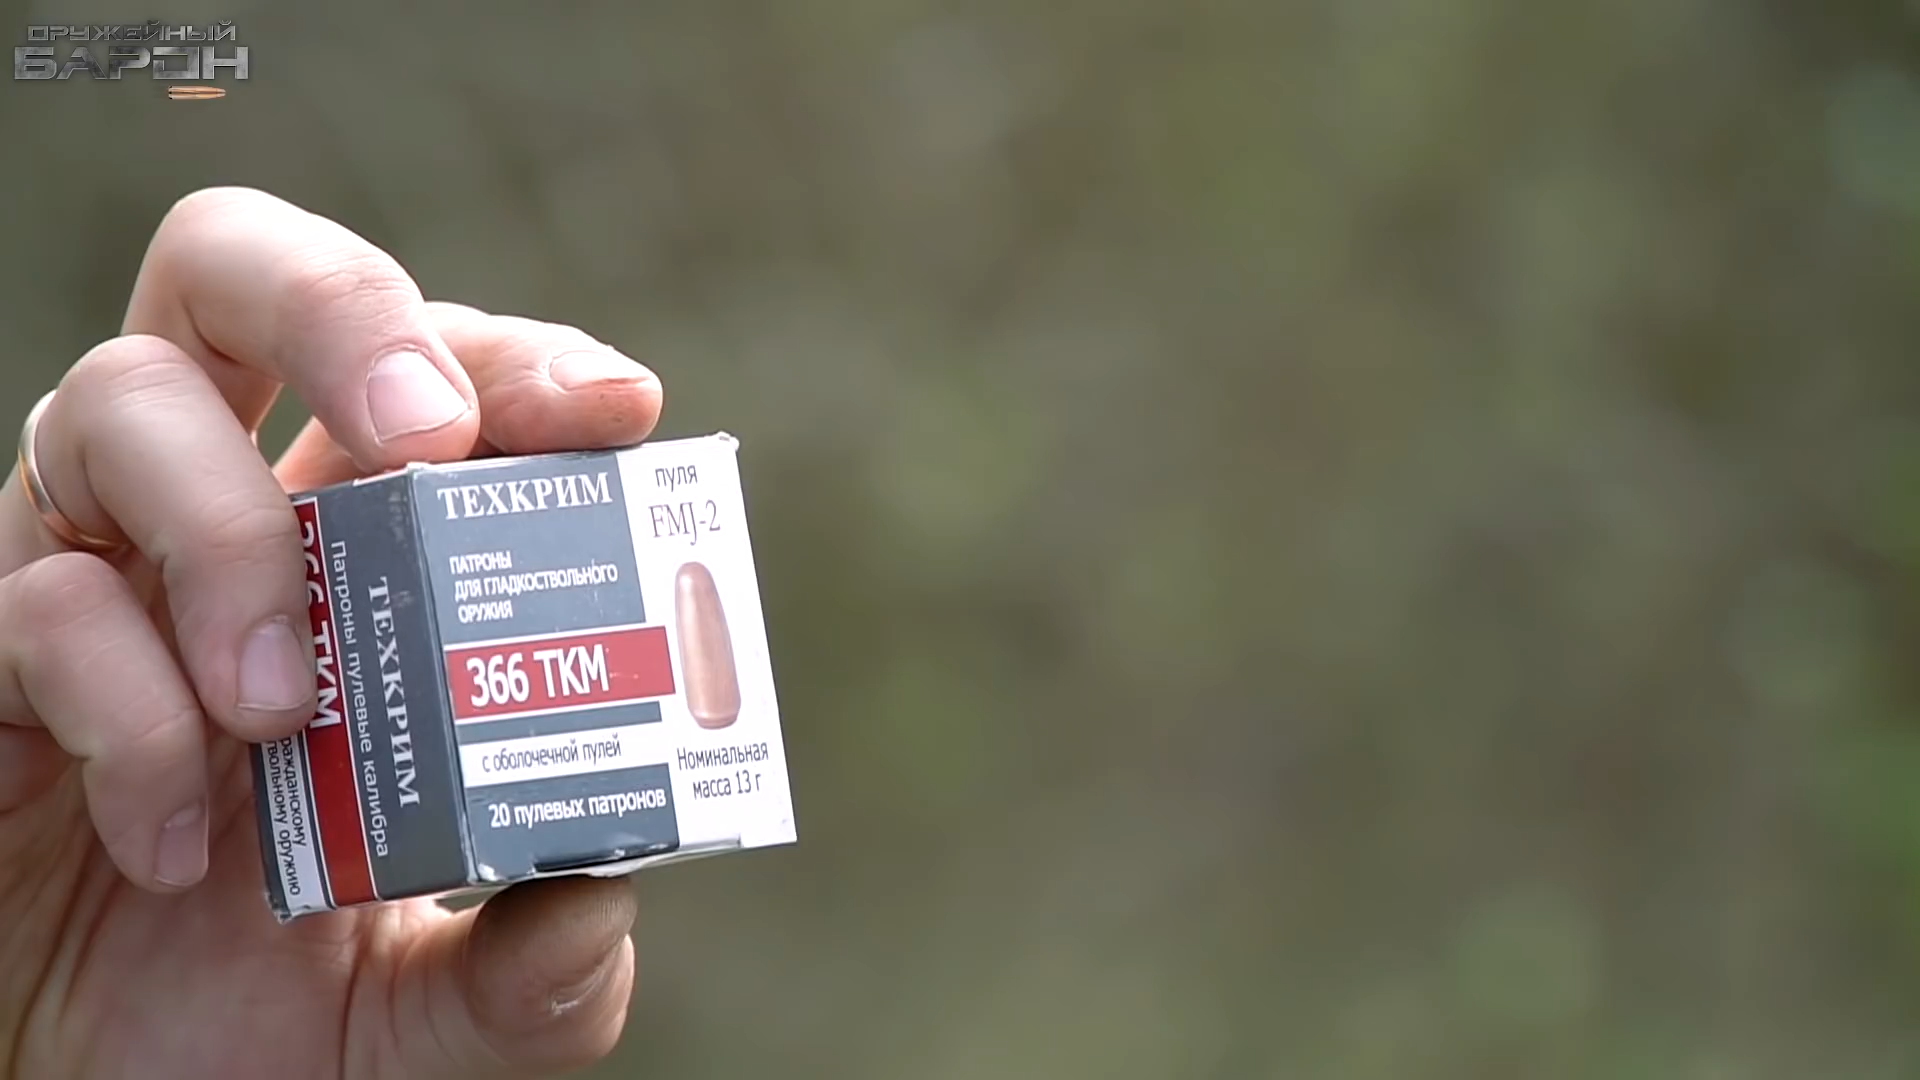 ОРУЖЕЙНЫЙ
БАРОН
ТЕХКРИМ
ПАТРОНЫ
ДЛЯ ГЛАДКОСТВОЛЬНОГО
ОРУЖИЯ
366 ТКМ
с оболочечной пулей
20 пулевых патронов
пуля
FMJ-2
Номинальная
масса 13 г
ТЕХКРИМ
Патроны пулевые калибра
366 ТКМ
оружию